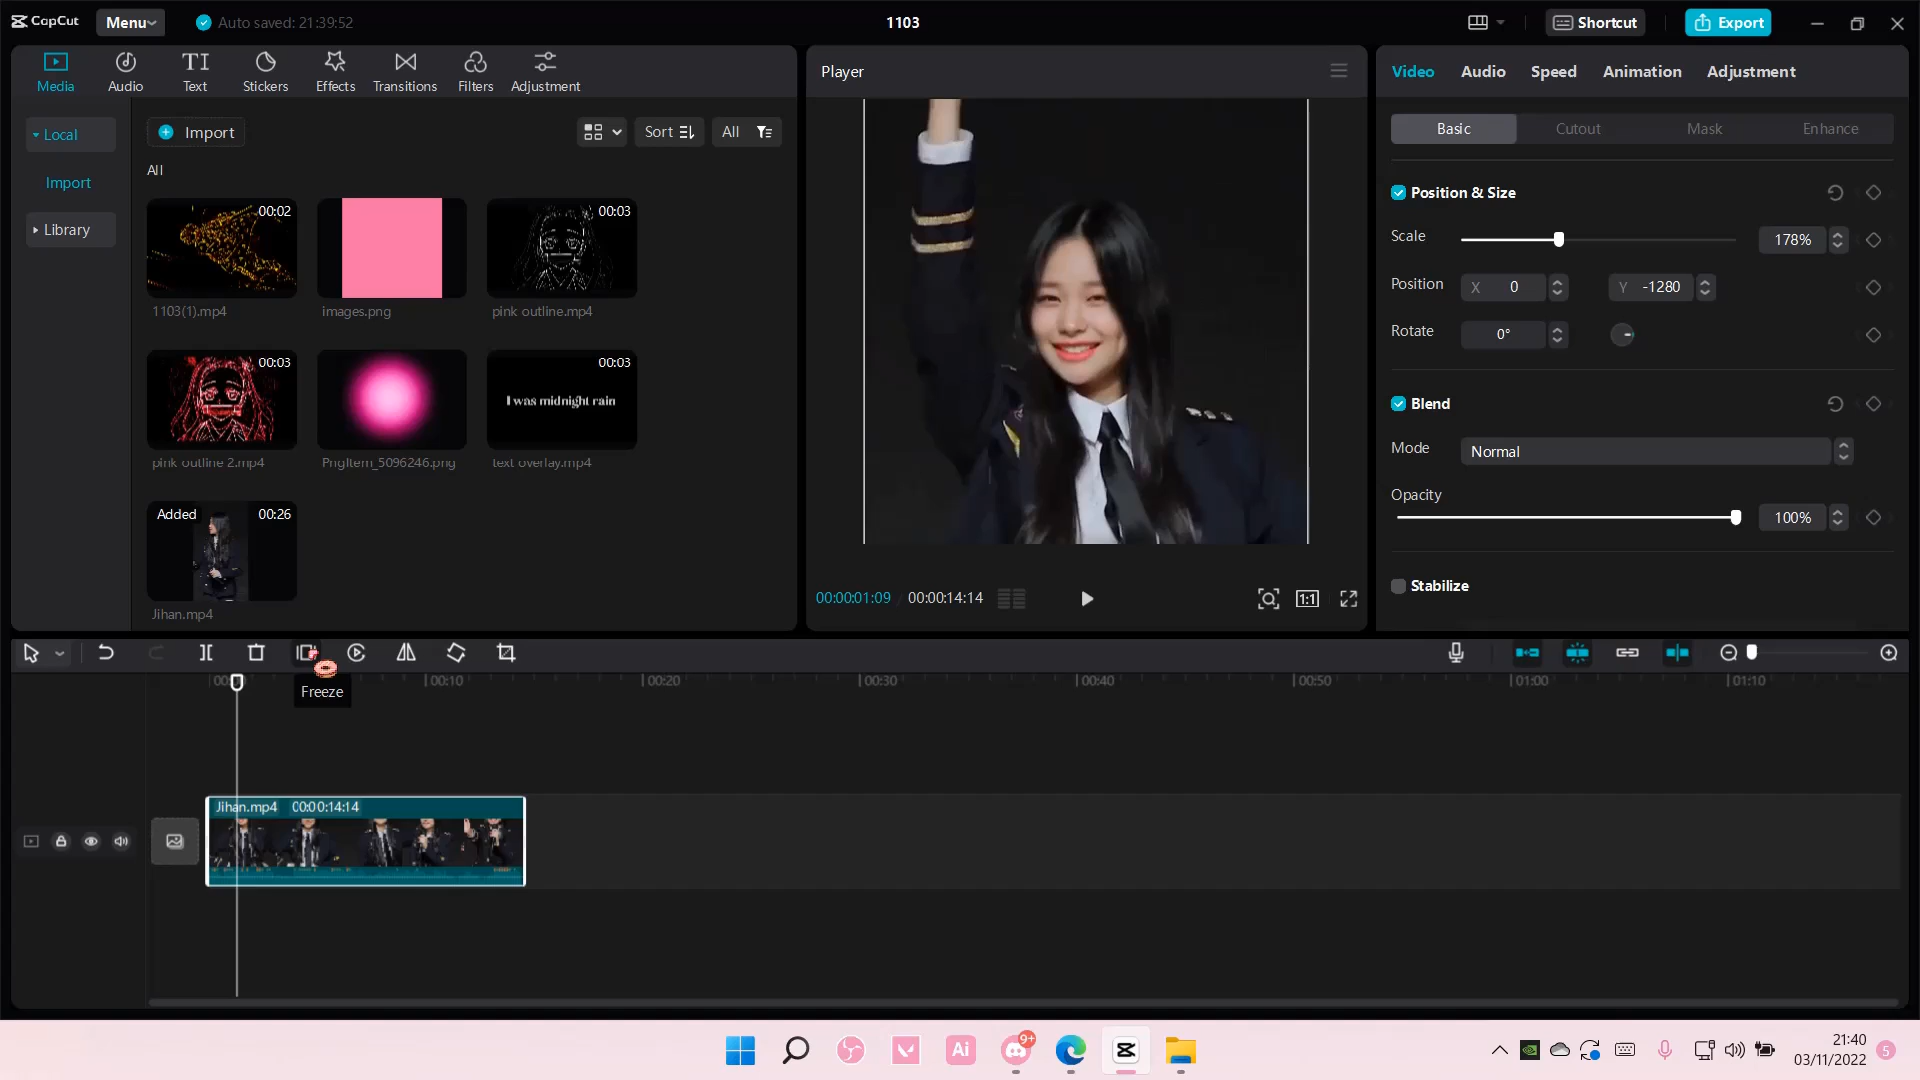 CapCut
Menu
Auto saved: 21:39:52
1103
Shortcut
Export
Media
Audio
Text
Stickers
Effects
Transitions
Filters
Adjustment
Player
Video
Audio
Speed
Animation
Adjustment
Local
Import
Sort
All
Basic
Cutout
Mask
Enhance
All
Import
Library
00:02
00:03
1103(1).mp4
images.png
pink outline.mp4
00:03
00:03
I was midnight rain
pink outline 2.mp4
PngItem_5096246.png
text overlay.mp4
Added
00:26
Jihan.mp4
Position & Size
Scale
178%
Position
X 0
Y -1280
Rotate
0°
Blend
Mode
Normal
Opacity
100%
Stabilize
00:00:01:09
00:00:14:14
1:1
Freeze
00:10
00:20
00:30
00:40
00:50
01:00
01:10
Jihan.mp4 00:00:14:14
Ai
9+
21:40
03/11/2022
5